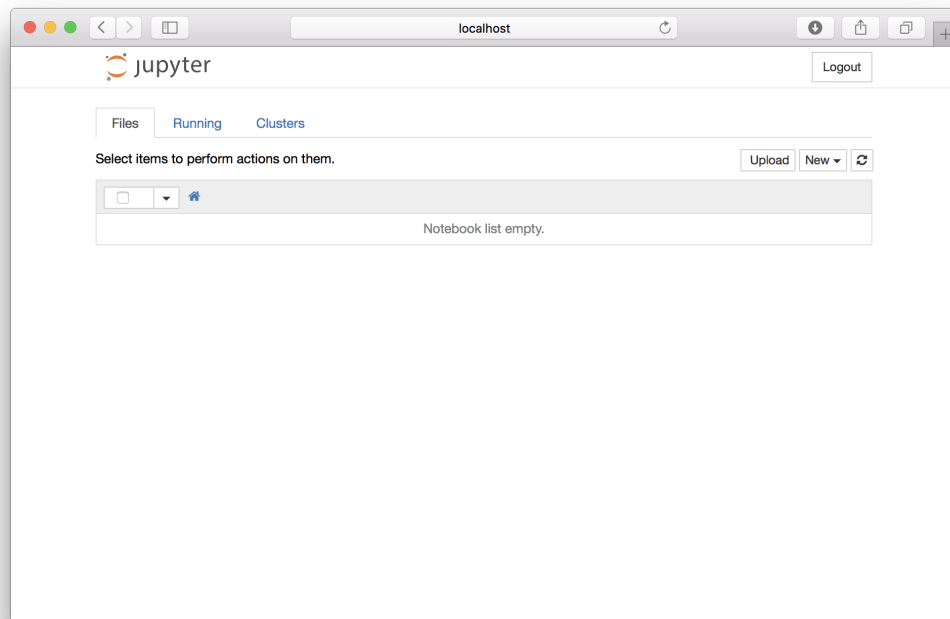 localhost
jupyter
Logout
Files Running Clusters
Select items to perform actions on them.
Upload New
Notebook list empty.